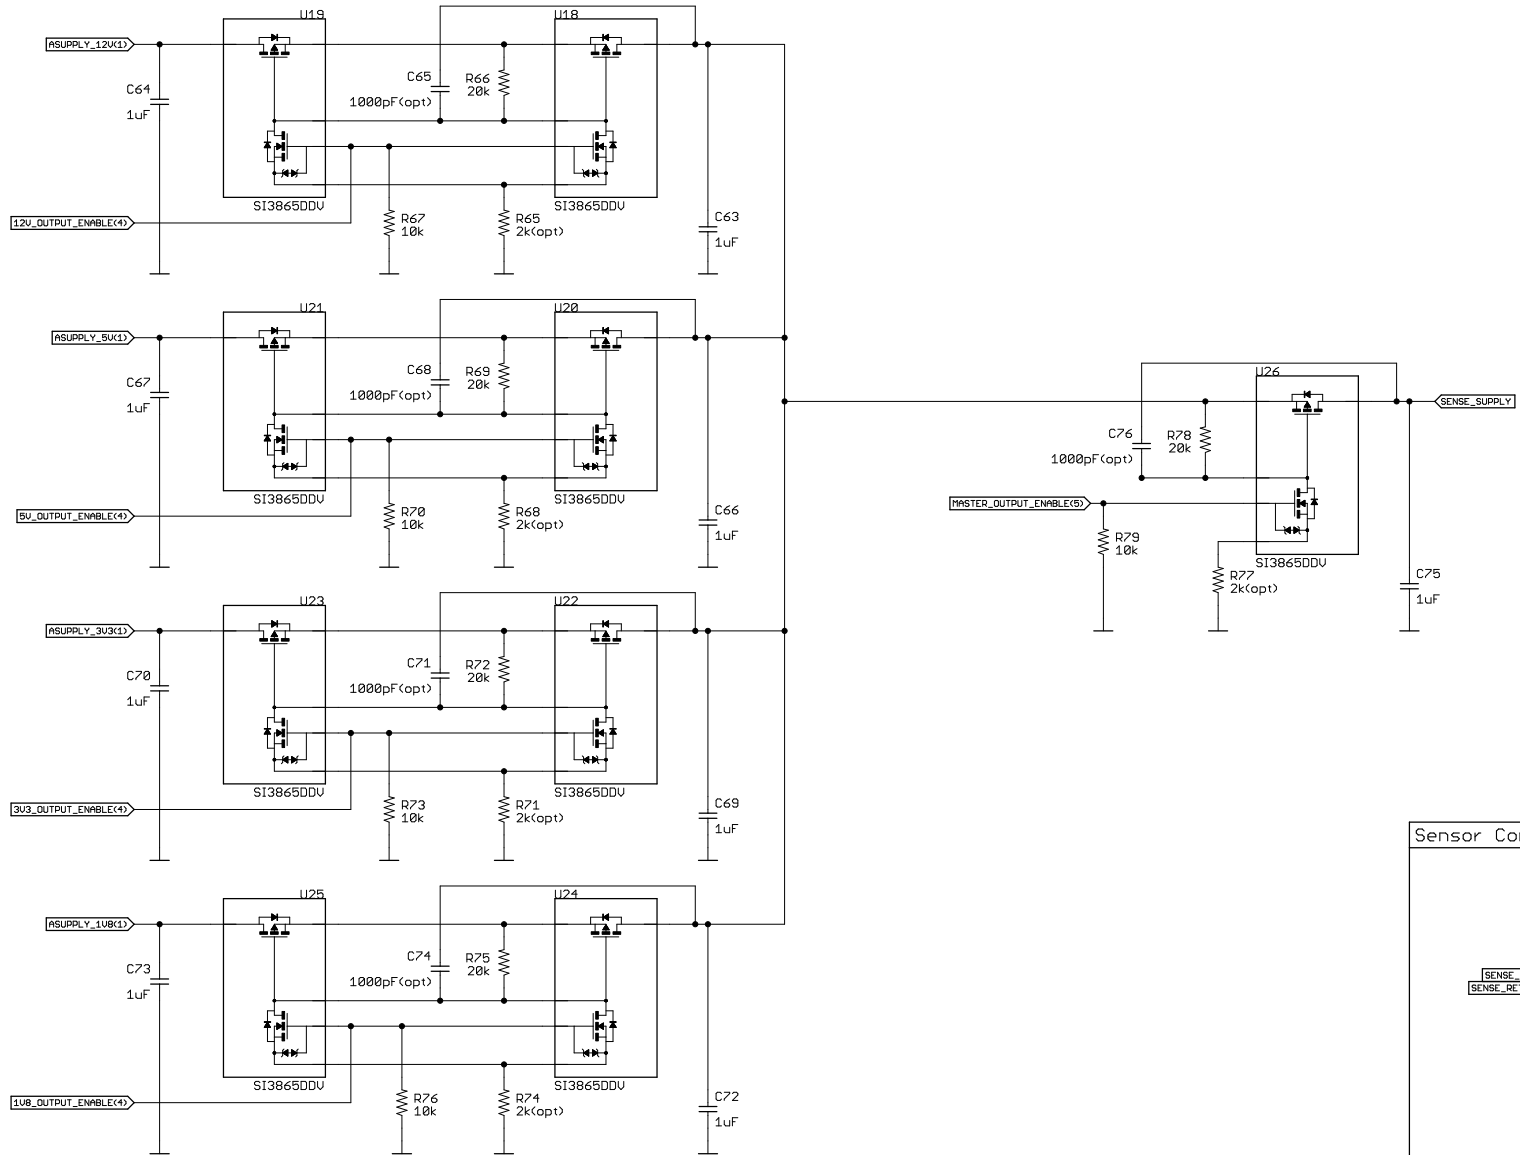 U19
U18
ASUPPLY_12V(1)
C64
1uF
C65
1000pF(opt)
R66
20k
SI3865DDV
SI3865DDV
12V_OUTPUT_ENABLE(4)
R67
10k
R65
2k(opt)
C63
1uF
U21
U20
ASUPPLY_5V(1)
C67
1uF
C68
1000pF(opt)
R69
20k
SI3865DDV
SI3865DDV
5V_OUTPUT_ENABLE(4)
R70
10k
R68
2k(opt)
C66
1uF
U26
SENSE_SUPPLY
C76
1000pF(opt)
R78
20k
MASTER_OUTPUT_ENABLE(5)
R79
10k
SI3865DDV
R77
2k(opt)
C75
1uF
U23
U22
ASUPPLY_3V3(1)
C70
1uF
C71
1000pF(opt)
R72
20k
SI3865DDV
SI3865DDV
3V3_OUTPUT_ENABLE(4)
R73
10k
R71
2k(opt)
C69
1uF
Sensor Co
U25
U24
ASUPPLY_1V8(1)
C73
1uF
C74
1000pF(opt)
R75
20k
SENSE_
SENSE_RE
SI3865DDV
SI3865DDV
1V8_OUTPUT_ENABLE(4)
R76
10k
R74
2k(opt)
C72
1uF